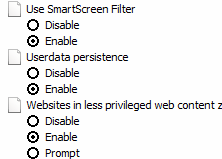 Use SmartScreen Filter
Disable
Enable
Userdata persistence
Disable
Enable
Websites in less privileged web content z
Disable
Enable
Prompt